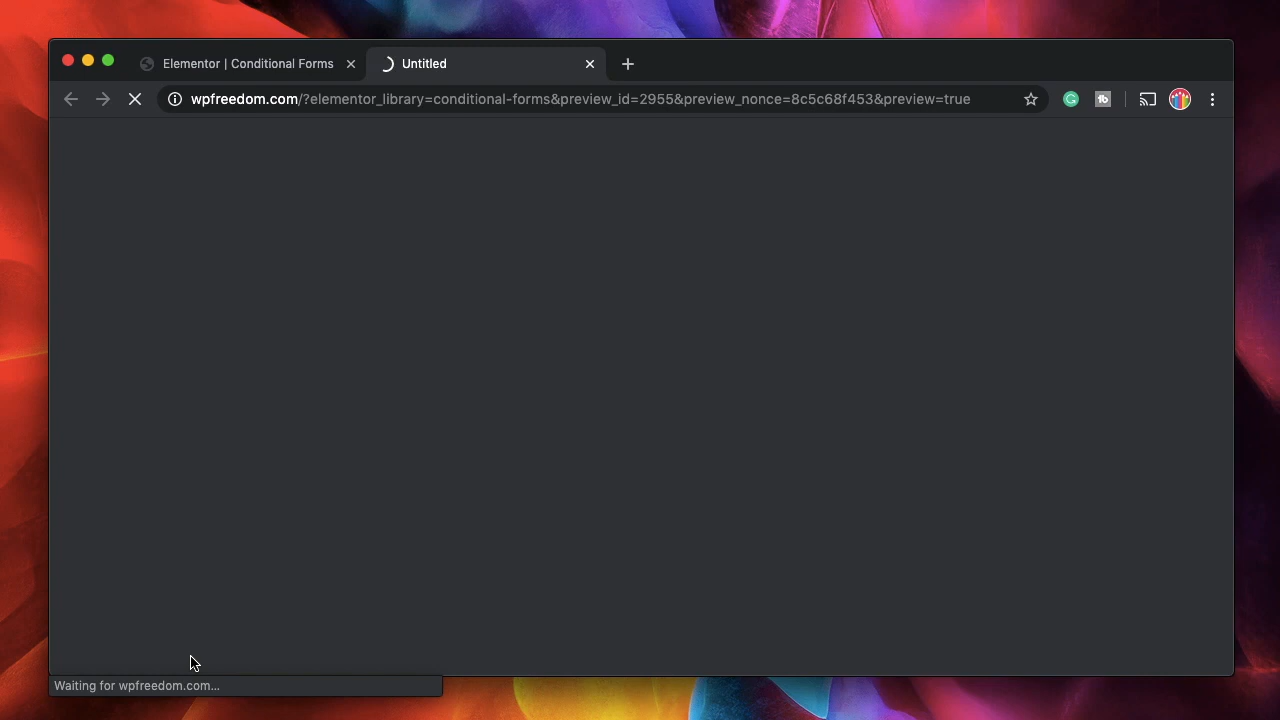 Elementor | Conditional Forms
Untitled
wpfreedom.com/?elementor_library=conditional-forms&preview_id=2955&preview_nonce=8c5c68f453&preview=true
Waiting for wpfreedom.com...